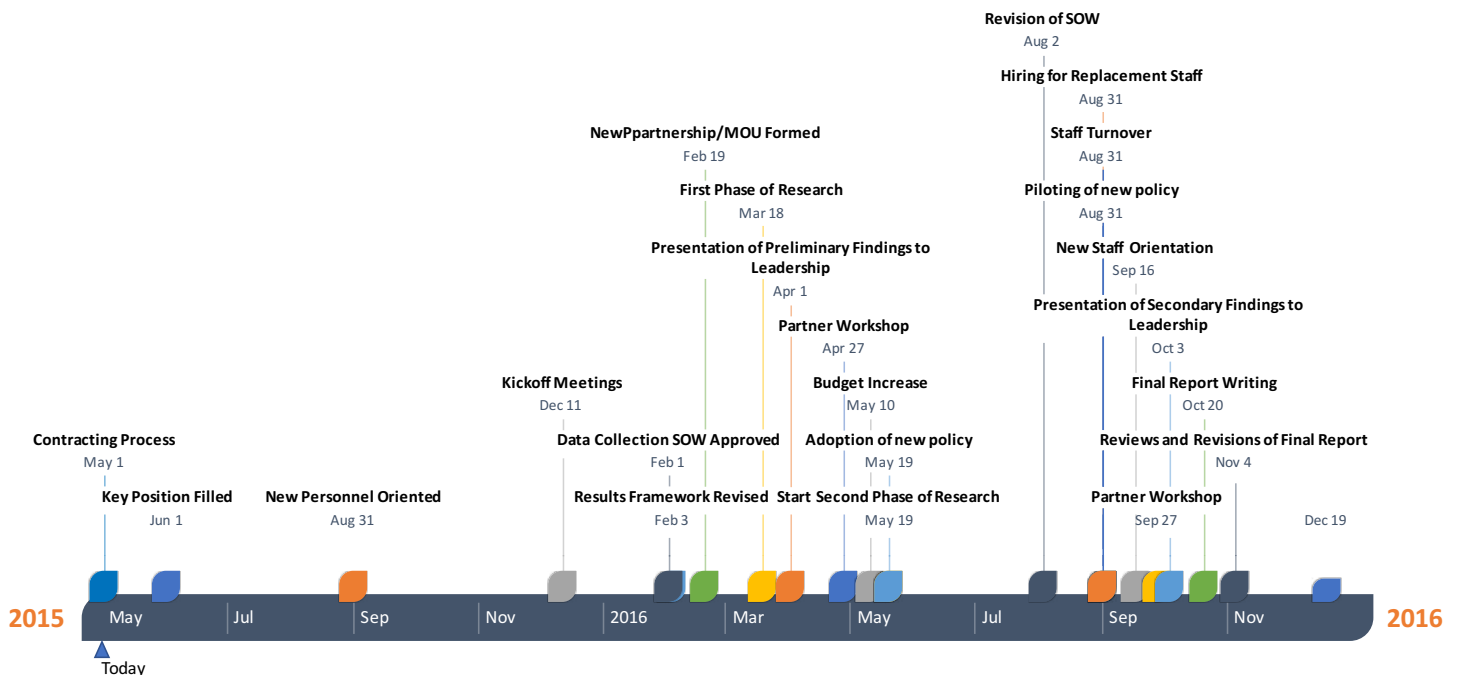 Revision of SOW
Aug 2
Hiring for Replacement Staff
Aug 31
NewPpartnership/MOU Formed
Feb 19
Staff Turnover
Aug 31
First Phase of Research
Mar 18
Piloting of new policy
Aug 31
Presentation of Preliminary Findings to
Leadership
Apr 1
New Staff Orientation
Sep 16
Partner Workshop
Apr 27
Presentation of Secondary Findings to
Leadership
Oct 3
Kickoff Meetings
Dec 11
Budget Increase
May 10
Final Report Writing
Oct 20
Contracting Process
May 1
Data Collection SOW Approved
Feb 1
Adoption of new policy
May 19
Reviews and Revisions of Final Report
Nov 4
Key Position Filled
Jun 1
New Personnel Oriented
Aug 31
Results Framework Revised
Feb 3
Start Second Phase of Research
May 19
Partner Workshop
Sep 27
Dec 19
2015
May
Jul
Sep
Nov
2016
Mar
May
Jul
Sep
Nov
2016
Today